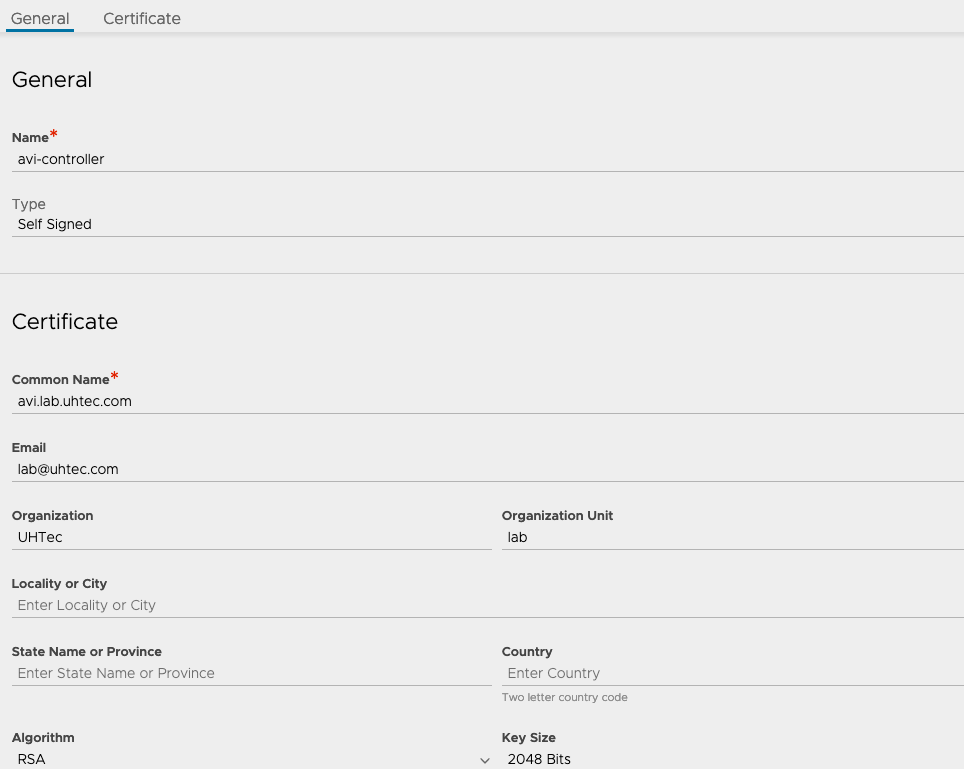 General Certificate
General
Name*
avi-controller
Type
Self Signed
Certificate
Common Name*
avi.lab.uhtec.com
Email
lab@uhtec.com
Organization Organization Unit
UHTec lab
Locality or City
Enter Locality or City
State Name or Province Country
Enter State Name or Province Enter Country
Two letter country code
Algorithm Key Size
RSA 2048 Bits